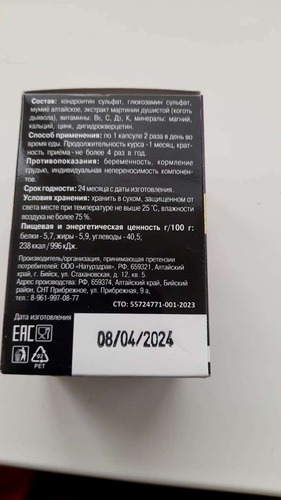 Состав: хондроитин сульфат, глюкозамин сульфат,
мумиё алтайское, экстракт мартинии душистой (коготь
дьявола), витамины: В₆, С, Д₃, К, минералы: магний,
кальций, цинк, дигидрокверцетин.
Способ применения: по 1 капсуле 2 раза в день во
время еды. Продолжительность курса - 1 месяц, крат-
ность приёма - не более 4 раз в год.
Противопоказания: беременность, кормление
грудью, индивидуальная непереносимость компонен-
тов.
Срок годности: 24 месяца с даты изготовления.
Условия хранения: хранить в сухом, защищенном от
света месте при температуре не выше 25 °С, влажности
воздуха не более 75 %.
Пищевая и энергетическая ценность г/100 г:
белки - 5,7, жиры - 5,9, углеводы - 40,5;
238 ккал / 996 кДж.
Производитель/организация, принимающая претензии
потребителей: ООО «Натурздрав», РФ, 659321, Алтайский
край, г. Бийск, ул. Стахановская, д. 12, кв. 5.
Адрес производства: РФ, 659374, Алтайский край, Бийский
район, СНТ Прибрежное, ул. Прибрежная, 9 а,
тел.: 8-961-997-08-77
СТО: 55724771-001-2023
Дата изготовления
08/04/2024
EAC
02
PET